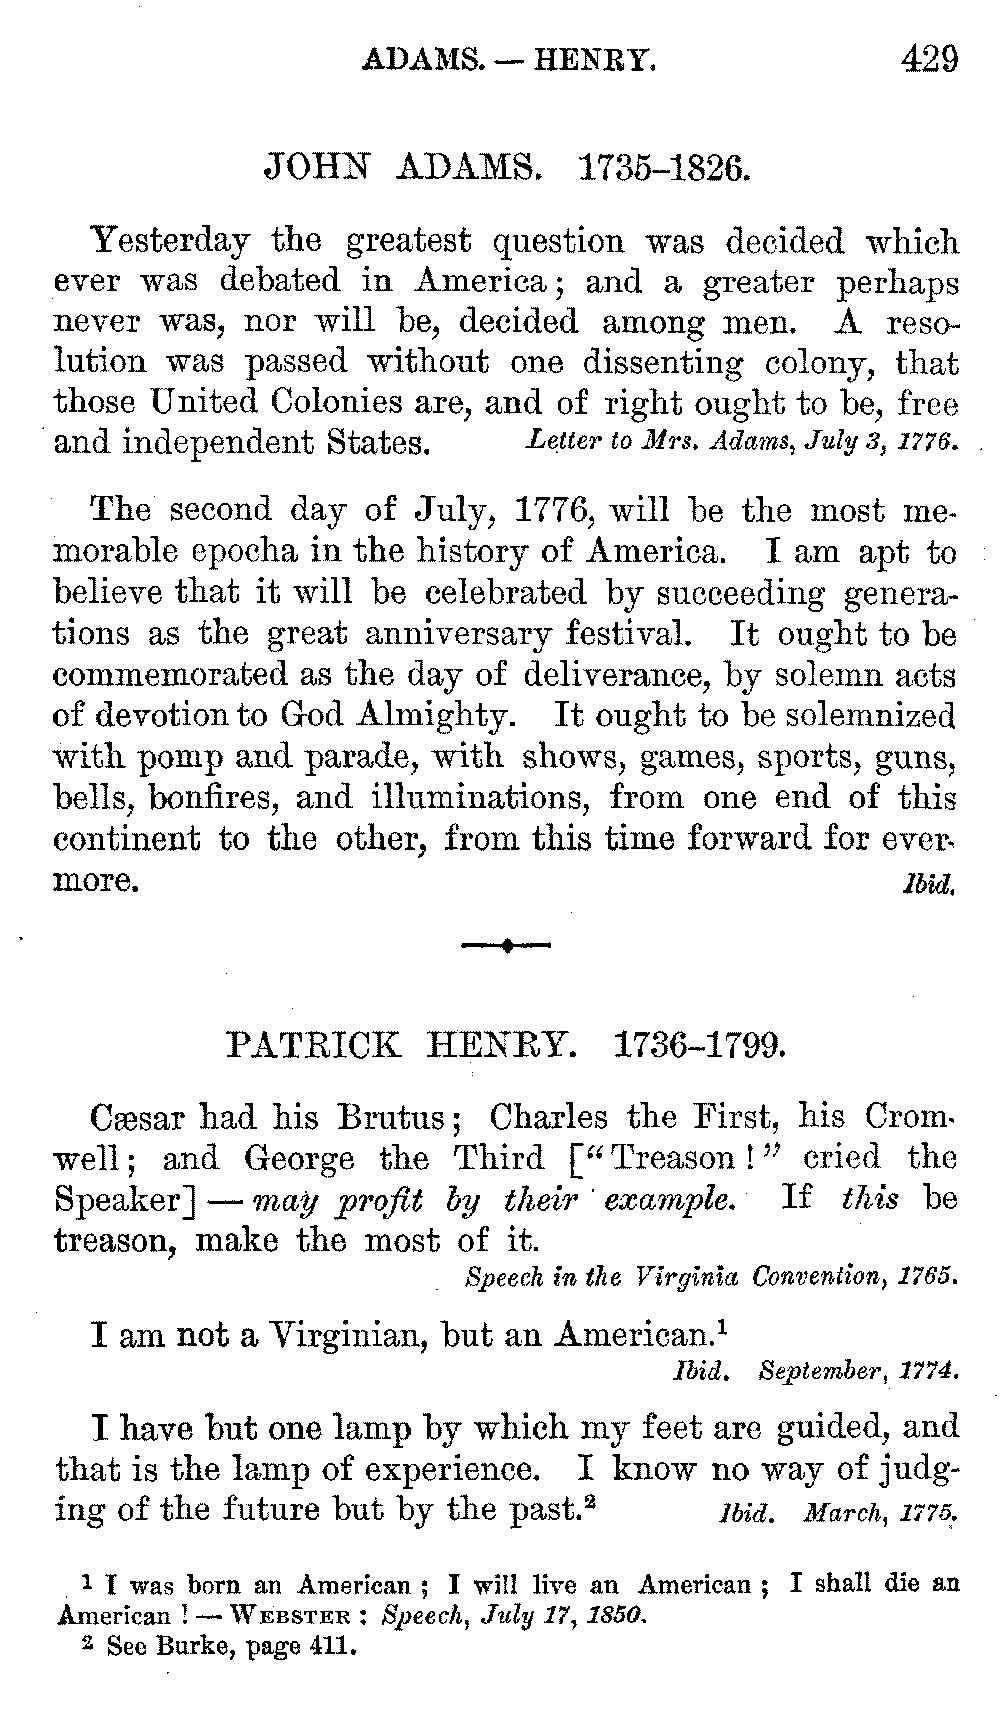 ADAMS. — HENRY. 429
JOHN ADAMS. 1735–1826.
Yesterday the greatest question was decided which
ever was debated in America; and a greater perhaps
never was, nor will be, decided among men. A reso-
lution was passed without one dissenting colony, that
those United Colonies are, and of right ought to be, free
and independent States. Letter to Mrs. Adams, July 3, 1776.
The second day of July, 1776, will be the most me-
morable epocha in the history of America. I am apt to
believe that it will be celebrated by succeeding genera-
tions as the great anniversary festival. It ought to be
commemorated as the day of deliverance, by solemn acts
of devotion to God Almighty. It ought to be solemnized
with pomp and parade, with shows, games, sports, guns,
bells, bonfires, and illuminations, from one end of this
continent to the other, from this time forward for ever-
more. Ibid.
PATRICK HENRY. 1736–1799.
Cæsar had his Brutus; Charles the First, his Crom-
well; and George the Third [“Treason!” cried the
Speaker] — may profit by their example. If this be
treason, make the most of it.
Speech in the Virginia Convention, 1765.
I am not a Virginian, but an American.¹
Ibid. September, 1774.
I have but one lamp by which my feet are guided, and
that is the lamp of experience. I know no way of judg-
ing of the future but by the past.² Ibid. March, 1775.
¹ I was born an American; I will live an American; I shall die an
American! — WEBSTER: Speech, July 17, 1850.
² See Burke, page 411.